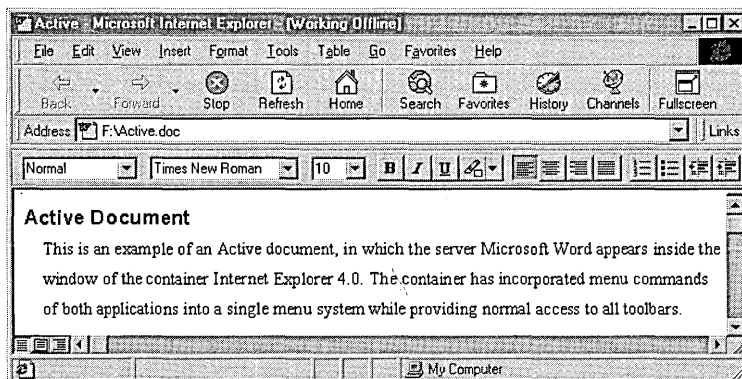 Active - Microsoft Internet Explorer - [Working Offline]
File Edit View Insert Format Tools Table Go Favorites Help
Back Forward Stop Refresh Home Search Favorites History Channels Fullscreen
Address F:\Active.doc Links
Normal Times New Roman 10 B I U
Active Document
This is an example of an Active document, in which the server Microsoft Word appears inside the
window of the container Internet Explorer 4.0. The container has incorporated menu commands
of both applications into a single menu system while providing normal access to all toolbars.
My Computer